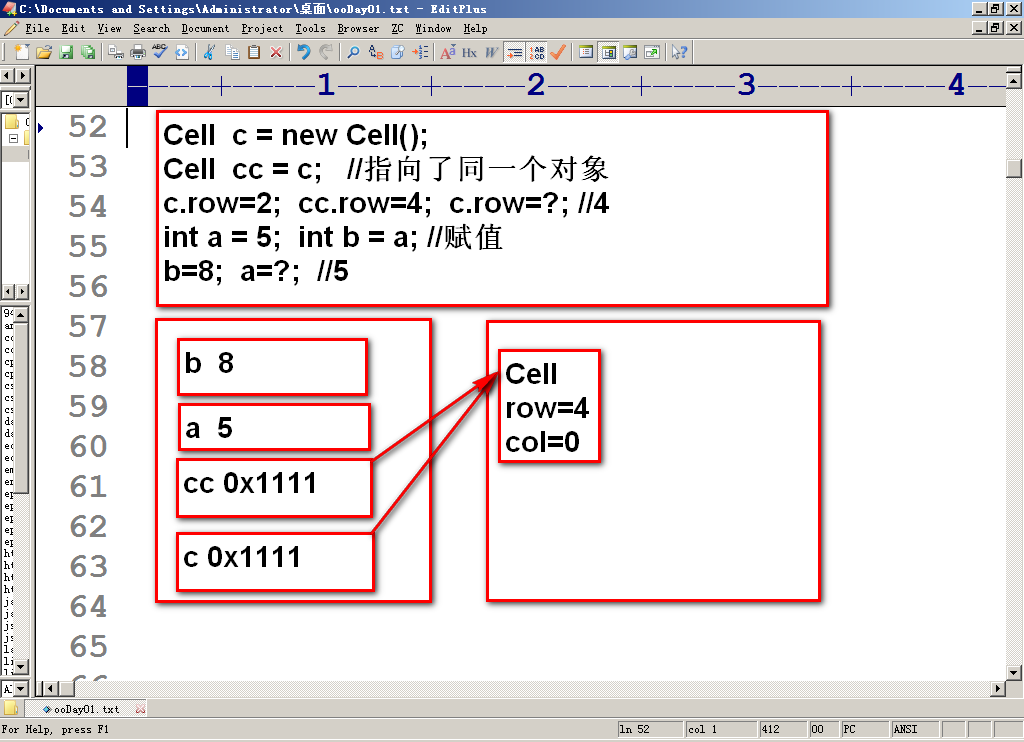 C:\Documents and Settings\Administrator\桌面\ooDay01.txt - EditPlus
File Edit View Search Document Project Tools Browser ZC Window Help
1 2 3 4
52
53
54
55
56
57
58
59
60
61
62
63
64
65
Cell c = new Cell();
Cell cc = c; //指向了同一个对象
c.row=2; cc.row=4; c.row=?; //4
int a = 5; int b = a; //赋值
b=8; a=?; //5
b 8
a 5
cc 0x1111
c 0x1111
Cell
row=4
col=0
ooDay01.txt
For Help, press F1 ln 52 col 1 412 00 PC ANSI